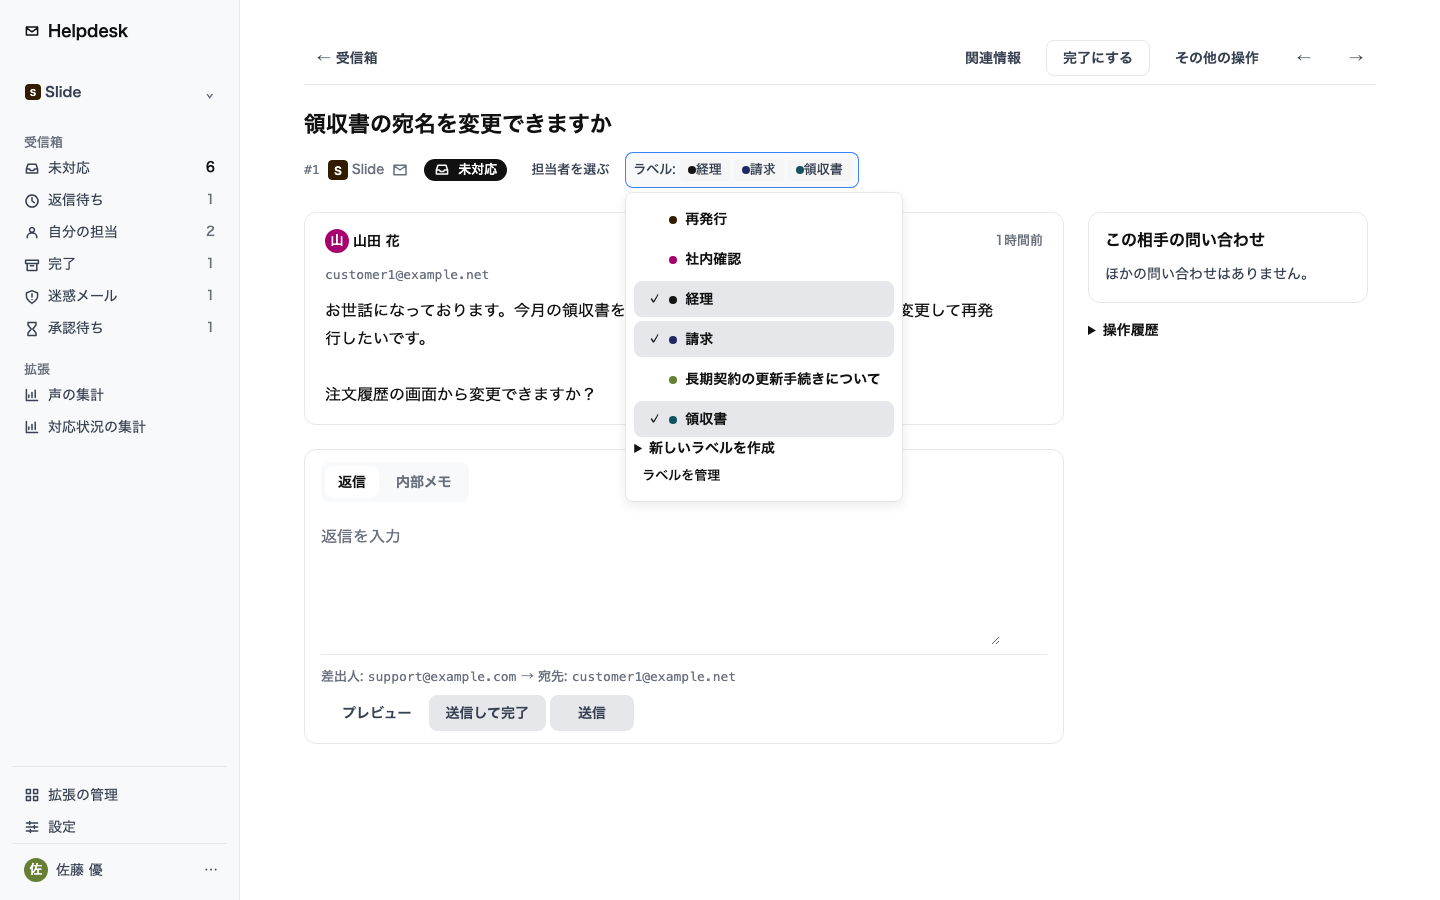 Helpdesk
S Slide
受信箱
未対応 6
返信待ち 1
自分の担当 2
完了 1
迷惑メール 1
承認待ち 1
拡張
声の集計
対応状況の集計
拡張の管理
設定
佐 佐藤 優 …
← 受信箱
関連情報 完了にする その他の操作 ← →
領収書の宛名を変更できますか
#1 S Slide 未対応 担当者を選ぶ ラベル: 経理 請求 領収書
再発行
社内確認
✓ 経理
✓ 請求
長期契約の更新手続きについて
✓ 領収書
▶ 新しいラベルを作成
ラベルを管理
山 山田 花 1時間前
customer1@example.net
お世話になっております。今月の領収書を 変更して再発
行したいです。
注文履歴の画面から変更できますか？
返信 内部メモ
返信を入力
差出人: support@example.com → 宛先: customer1@example.net
プレビュー 送信して完了 送信
この相手の問い合わせ
ほかの問い合わせはありません。
▶ 操作履歴